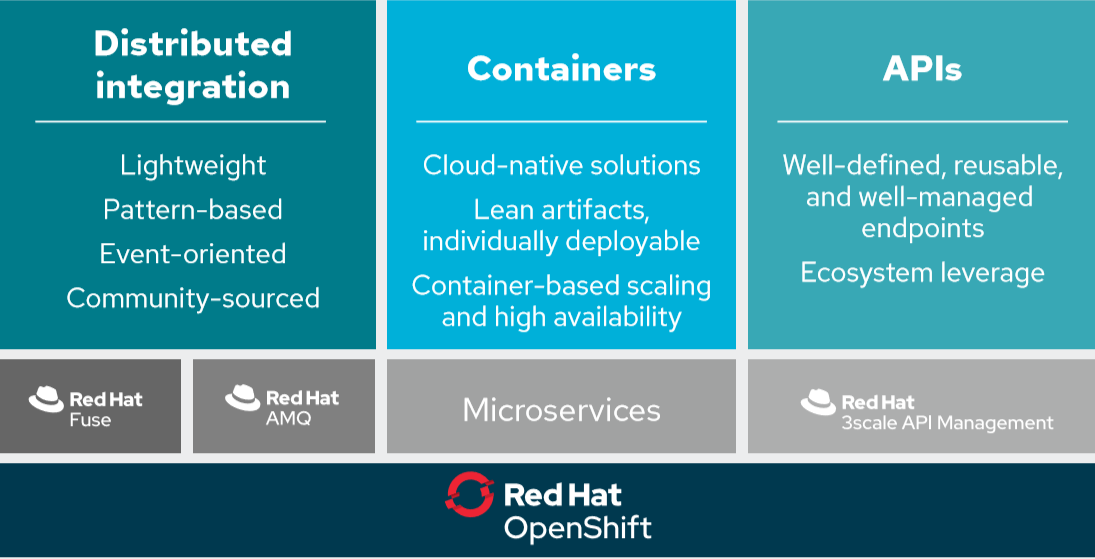 Distributed
integration
Lightweight
Pattern-based
Event-oriented
Community-sourced
Containers
Cloud-native solutions
Lean artifacts,
individually deployable
Container-based scaling
and high availability
APIs
Well-defined, reusable,
and well-managed
endpoints
Ecosystem leverage
Red Hat
Fuse
Red Hat
AMQ
Microservices
Red Hat
3scale API Management
Red Hat
OpenShift